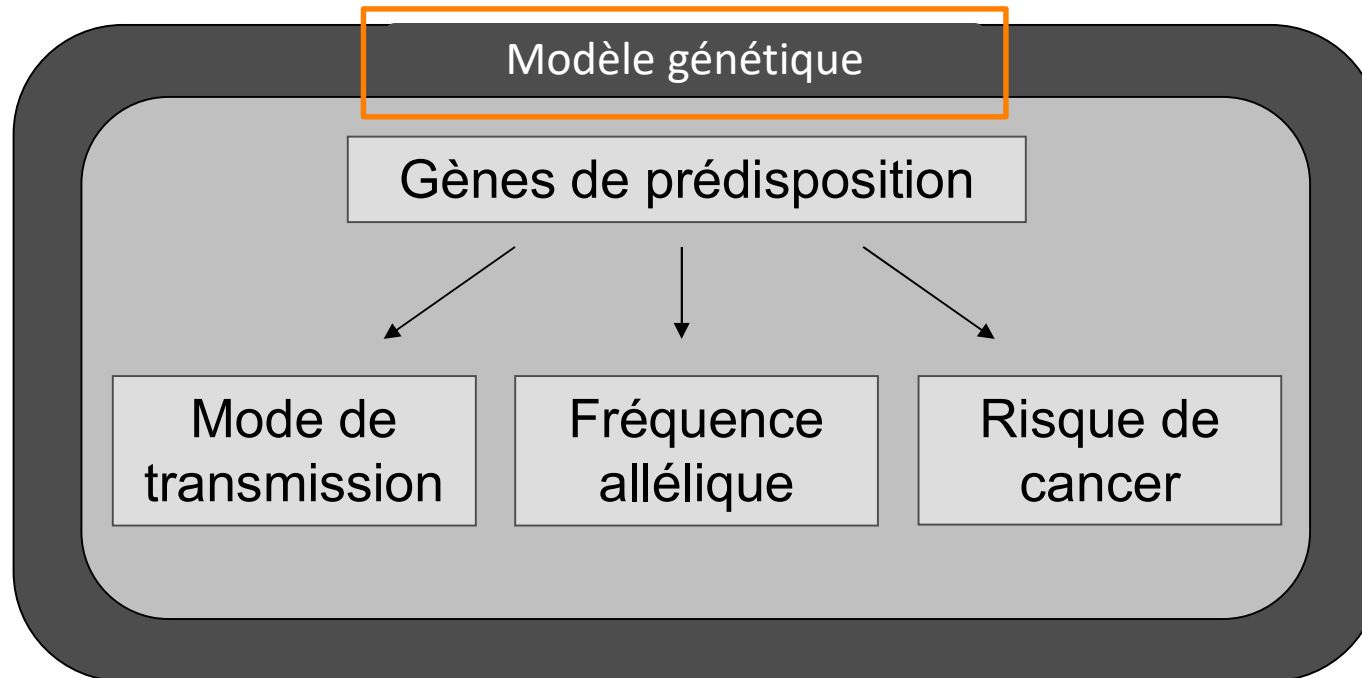 Modèle génétique
Gènes de prédisposition
Mode de
transmission
Fréquence
allélique
Risque de
cancer